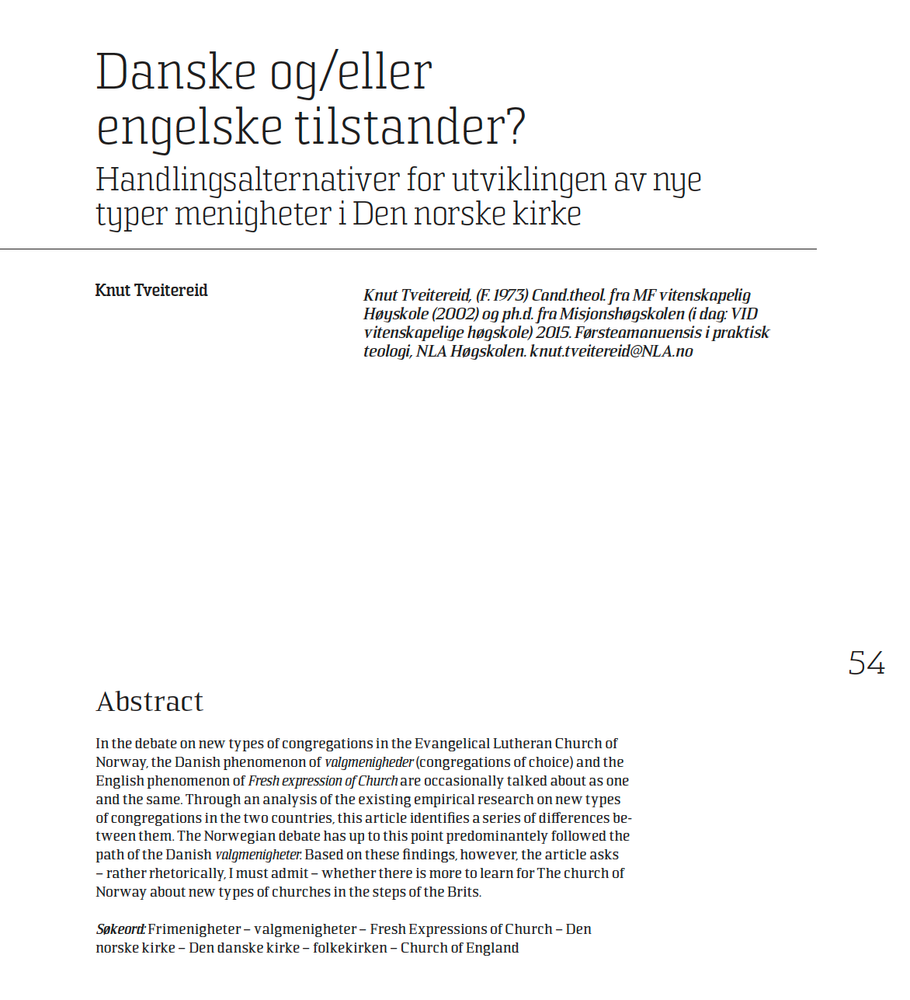 Danske og/eller
engelske tilstander?
Handlingsalternativer for utviklingen av nye
typer menigheter i Den norske kirke
Knut Tveitereid
Knut Tveitereid, (F. 1973) Cand.theol. fra MF vitenskapelig
Høyskole (2002) og ph.d. fra Misjonshøgskolen (i dag: VID
vitenskapelige høgskole) 2015. Førsteamanuensis i praktisk
teologi, NLA Høgskolen. knut.tveitereid@NLA.no
54
Abstract
In the debate on new types of congregations in the Evangelical Lutheran Church of
Norway, the Danish phenomenon of valgmenigheder (congregations of choice) and the
English phenomenon of Fresh expression of Church are occasionally talked about as one
and the same. Through an analysis of the existing empirical research on new types
of congregations in the two countries, this article identifies a series of differences be-
tween them. The Norwegian debate has up to this point predominantely followed the
path of the Danish valgmenigheter. Based on these findings, however, the article asks
– rather rhetorically, I must admit – whether there is more to learn for The church of
Norway about new types of churches in the steps of the Brits.
Søkeord: Frimenigheter – valgmenigheter – Fresh Expressions of Church – Den
norske kirke – Den danske kirke – folkekirken – Church of England